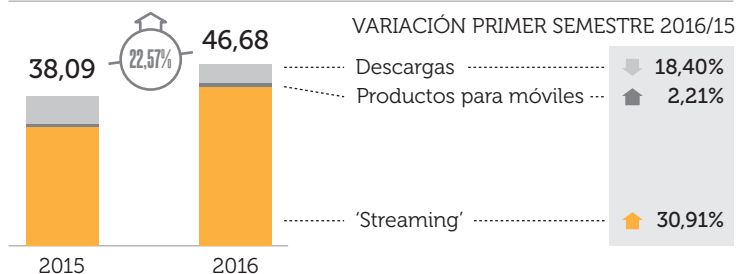 VARIACIÓN PRIMER SEMESTRE 2016/15
38,09
22,57%
46,68
Descargas 18,40%
Productos para móviles 2,21%
'Streaming' 30,91%
2015 2016